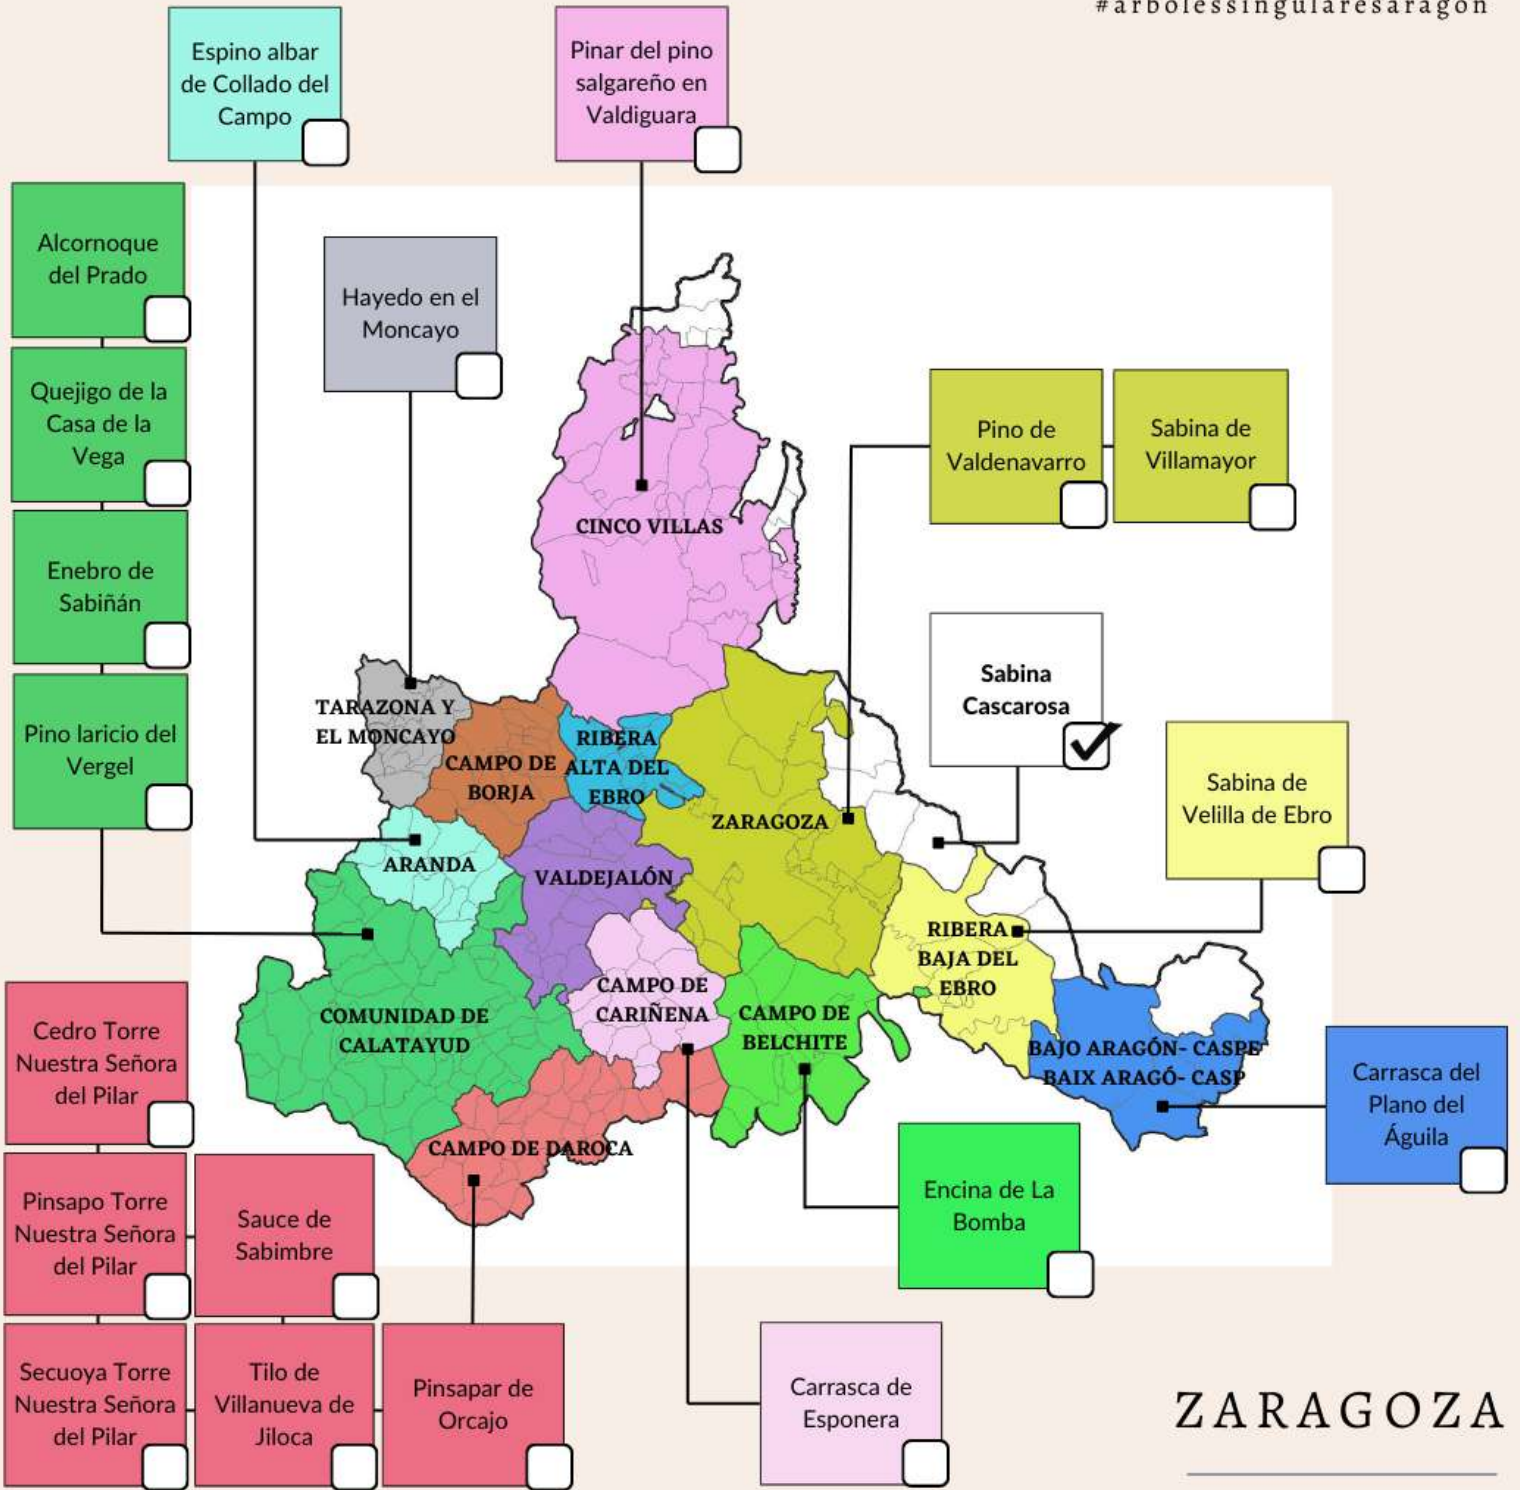 #arbolessingularesaragon
Espino albar
de Collado del
Campo
Pinar del pino
salgareño en
Valdiguara
Alcornoque
del Prado
Hayedo en el
Moncayo
Quejigo de la
Casa de la
Vega
Pino de
Valdenavarro
Sabina de
Villamayor
CINCO VILLAS
Enebro de
Sabiñán
Sabina
Cascarosa
Pino laricio del
Vergel
TARAZONA Y
EL MONCAYO
CAMPO DE
BORJA
RIBERA
ALTA DEL
EBRO
ZARAGOZA
Sabina de
Velilla de Ebro
ARANDA
VALDEJALÓN
RIBERA
BAJA DEL
EBRO
COMUNIDAD DE
CALATAYUD
CAMPO DE
CARIÑENA
CAMPO DE
BELCHITE
BAJO ARAGÓN- CASPE
BAIX ARAGÓ- CASP
Cedro Torre
Nuestra Señora
del Pilar
Carrasca del
Plano del
Águila
CAMPO DE DAROCA
Pinsapo Torre
Nuestra Señora
del Pilar
Sauce de
Sabimbre
Encina de La
Bomba
Secuoya Torre
Nuestra Señora
del Pilar
Tilo de
Villanueva de
Jiloca
Pinsapar de
Orcajo
Carrasca de
Esponera
ZARAGOZA